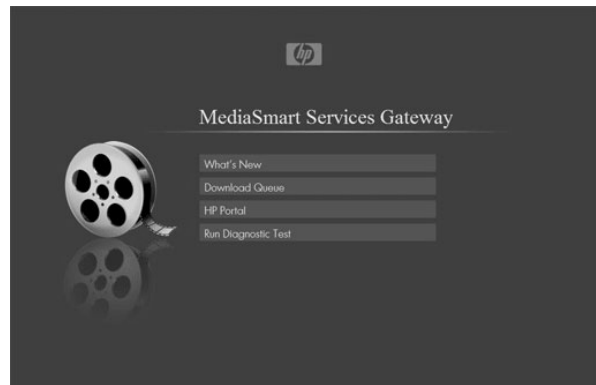 hp
MediaSmart Services Gateway
What's New
Download Queue
HP Portal
Run Diagnostic Test